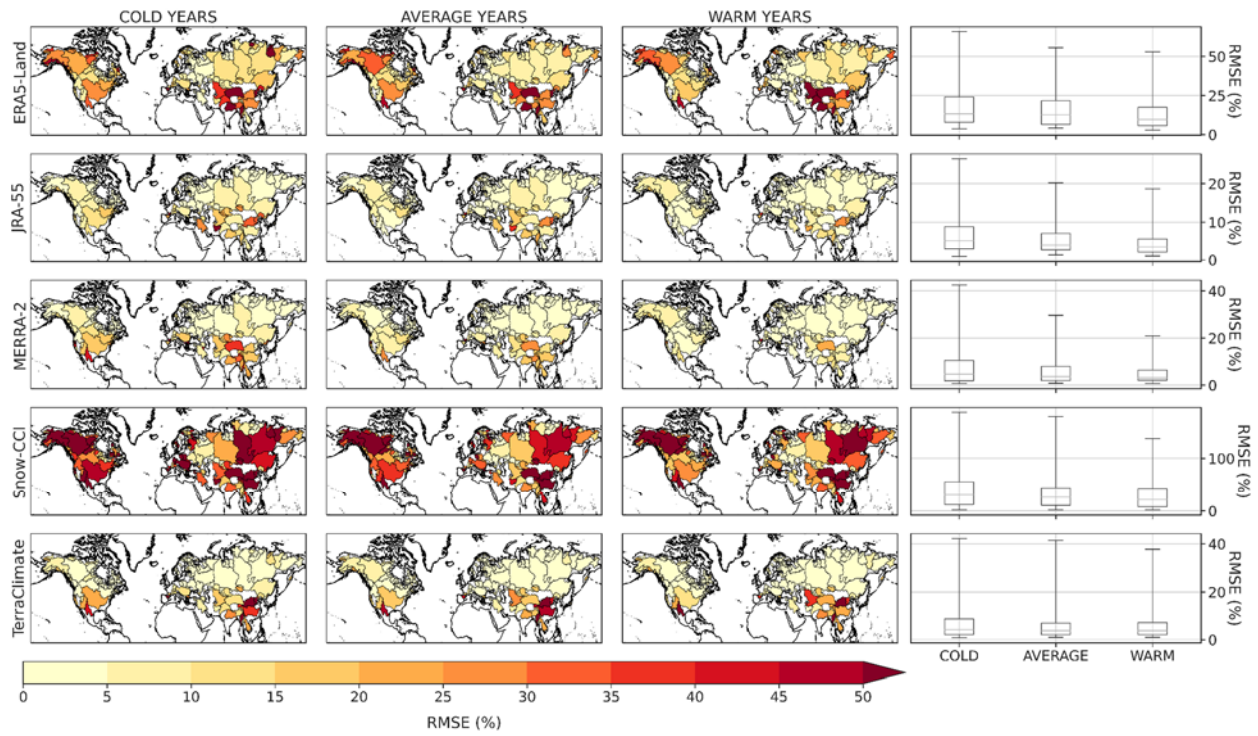 COLD YEARS AVERAGE YEARS WARM YEARS
ERA5-Land
50
25
0
RMSE (%)
JRA-55
20
10
0
RMSE (%)
MERRA-2
40
20
0
RMSE (%)
Snow-CCI
100
0
RMSE (%)
TerraClimate
40
20
0
RMSE (%)
COLD AVERAGE WARM
0 5 10 15 20 25 30 35 40 45 50
RMSE (%)